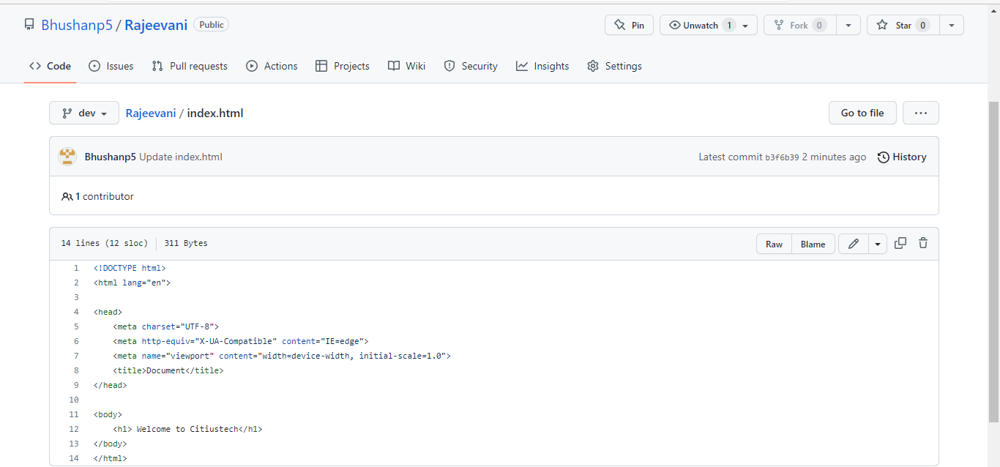 Bhushanp5 / Rajeevani Public Pin Unwatch 1 Fork 0 Star 0
Code Issues Pull requests Actions Projects Wiki Security Insights Settings
dev Rajeevani / index.html Go to file ...
Bhushanp5 Update index.html Latest commit b3f6b39 2 minutes ago History
1 contributor
14 lines (12 sloc) 311 Bytes Raw Blame
1 <!DOCTYPE html>
2 <html lang="en">
3
4 <head>
5     <meta charset="UTF-8">
6     <meta http-equiv="X-UA-Compatible" content="IE=edge">
7     <meta name="viewport" content="width=device-width, initial-scale=1.0">
8     <title>Document</title>
9 </head>
10
11 <body>
12     <h1> Welcome to Citiustech</h1>
13 </body>
14 </html>